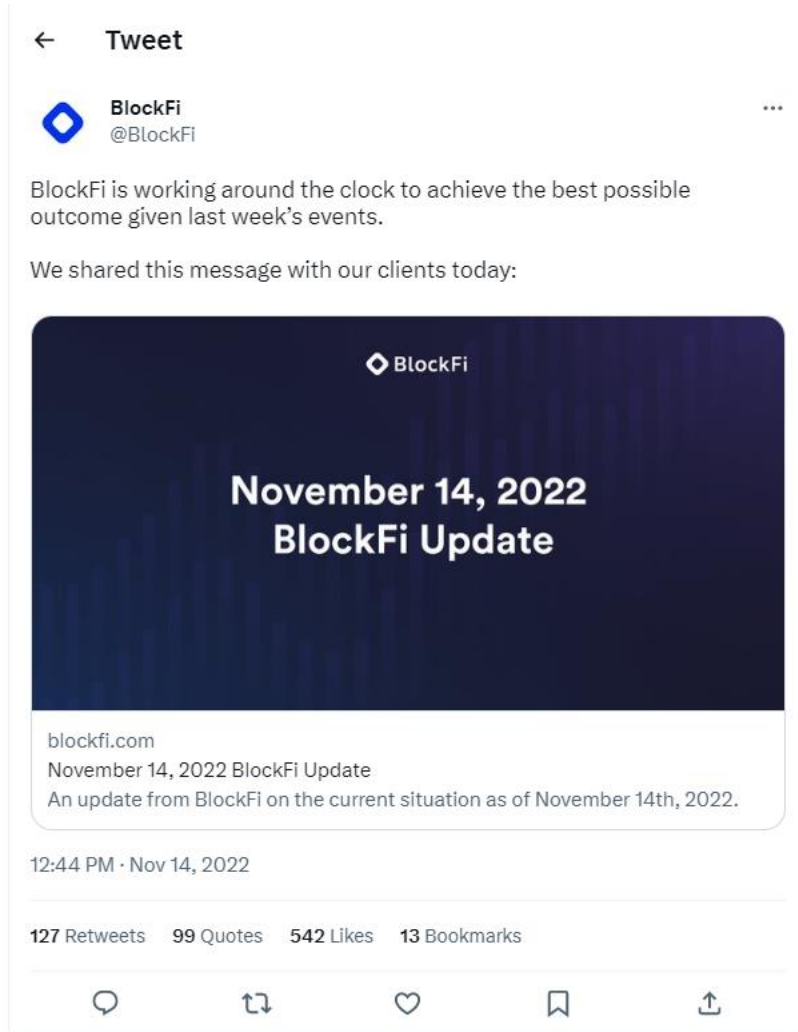 Tweet
BlockFi
@BlockFi
BlockFi is working around the clock to achieve the best possible
outcome given last week’s events.
We shared this message with our clients today:
BlockFi
November 14, 2022
BlockFi Update
blockfi.com
November 14, 2022 BlockFi Update
An update from BlockFi on the current situation as of November 14th, 2022.
12:44 PM · Nov 14, 2022
127 Retweets 99 Quotes 542 Likes 13 Bookmarks